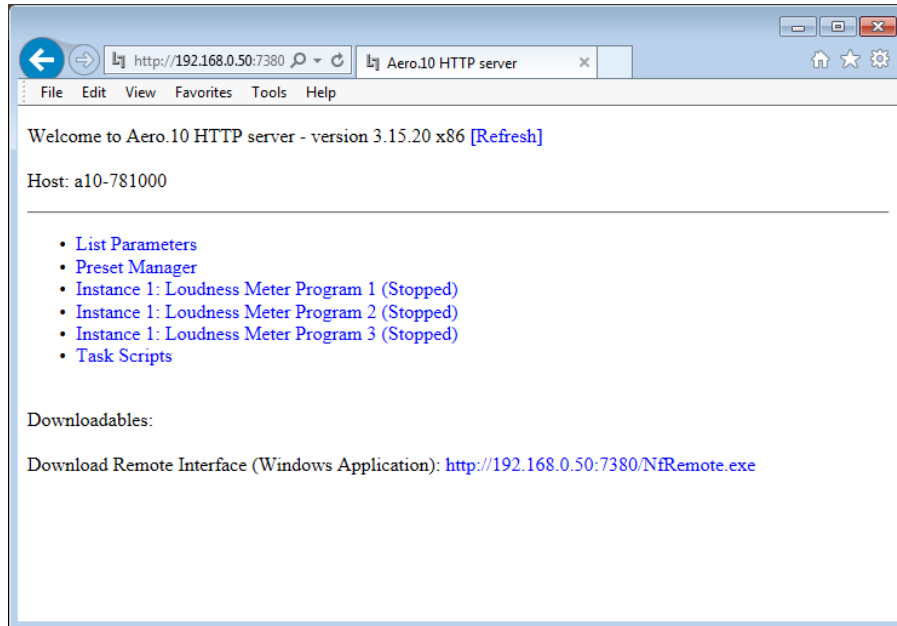 http://192.168.0.50:7380
Aero.10 HTTP server
File Edit View Favorites Tools Help
Welcome to Aero.10 HTTP server - version 3.15.20 x86 [Refresh]
Host: a10-781000
• List Parameters
• Preset Manager
• Instance 1: Loudness Meter Program 1 (Stopped)
• Instance 1: Loudness Meter Program 2 (Stopped)
• Instance 1: Loudness Meter Program 3 (Stopped)
• Task Scripts
Downloadables:
Download Remote Interface (Windows Application): http://192.168.0.50:7380/NfRemote.exe